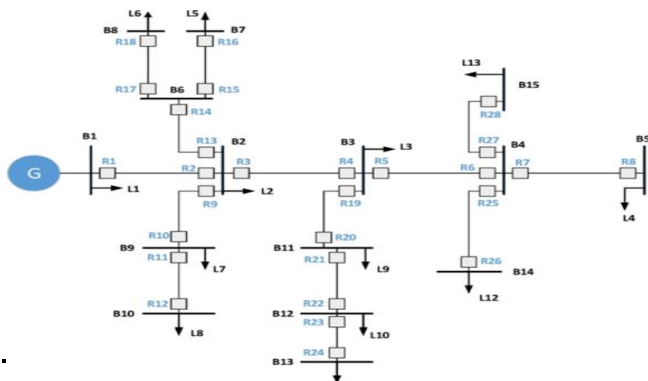 L6 L5
B8 B7
R18 R16
L13
B6 B15
R17 R15
R14 R28
B1 R13 B2 B3 R27 B4 B5
G R1 R2 R3 R4 R5 L3 R6 R7 R8
L1 R9 L2 R19 R25 L4
R10 R20
B9 B11
R11 R21 R26
L7 L9 B14
R12 R22 L12
B10 B12
L8 R23 L10
R24
B13
.